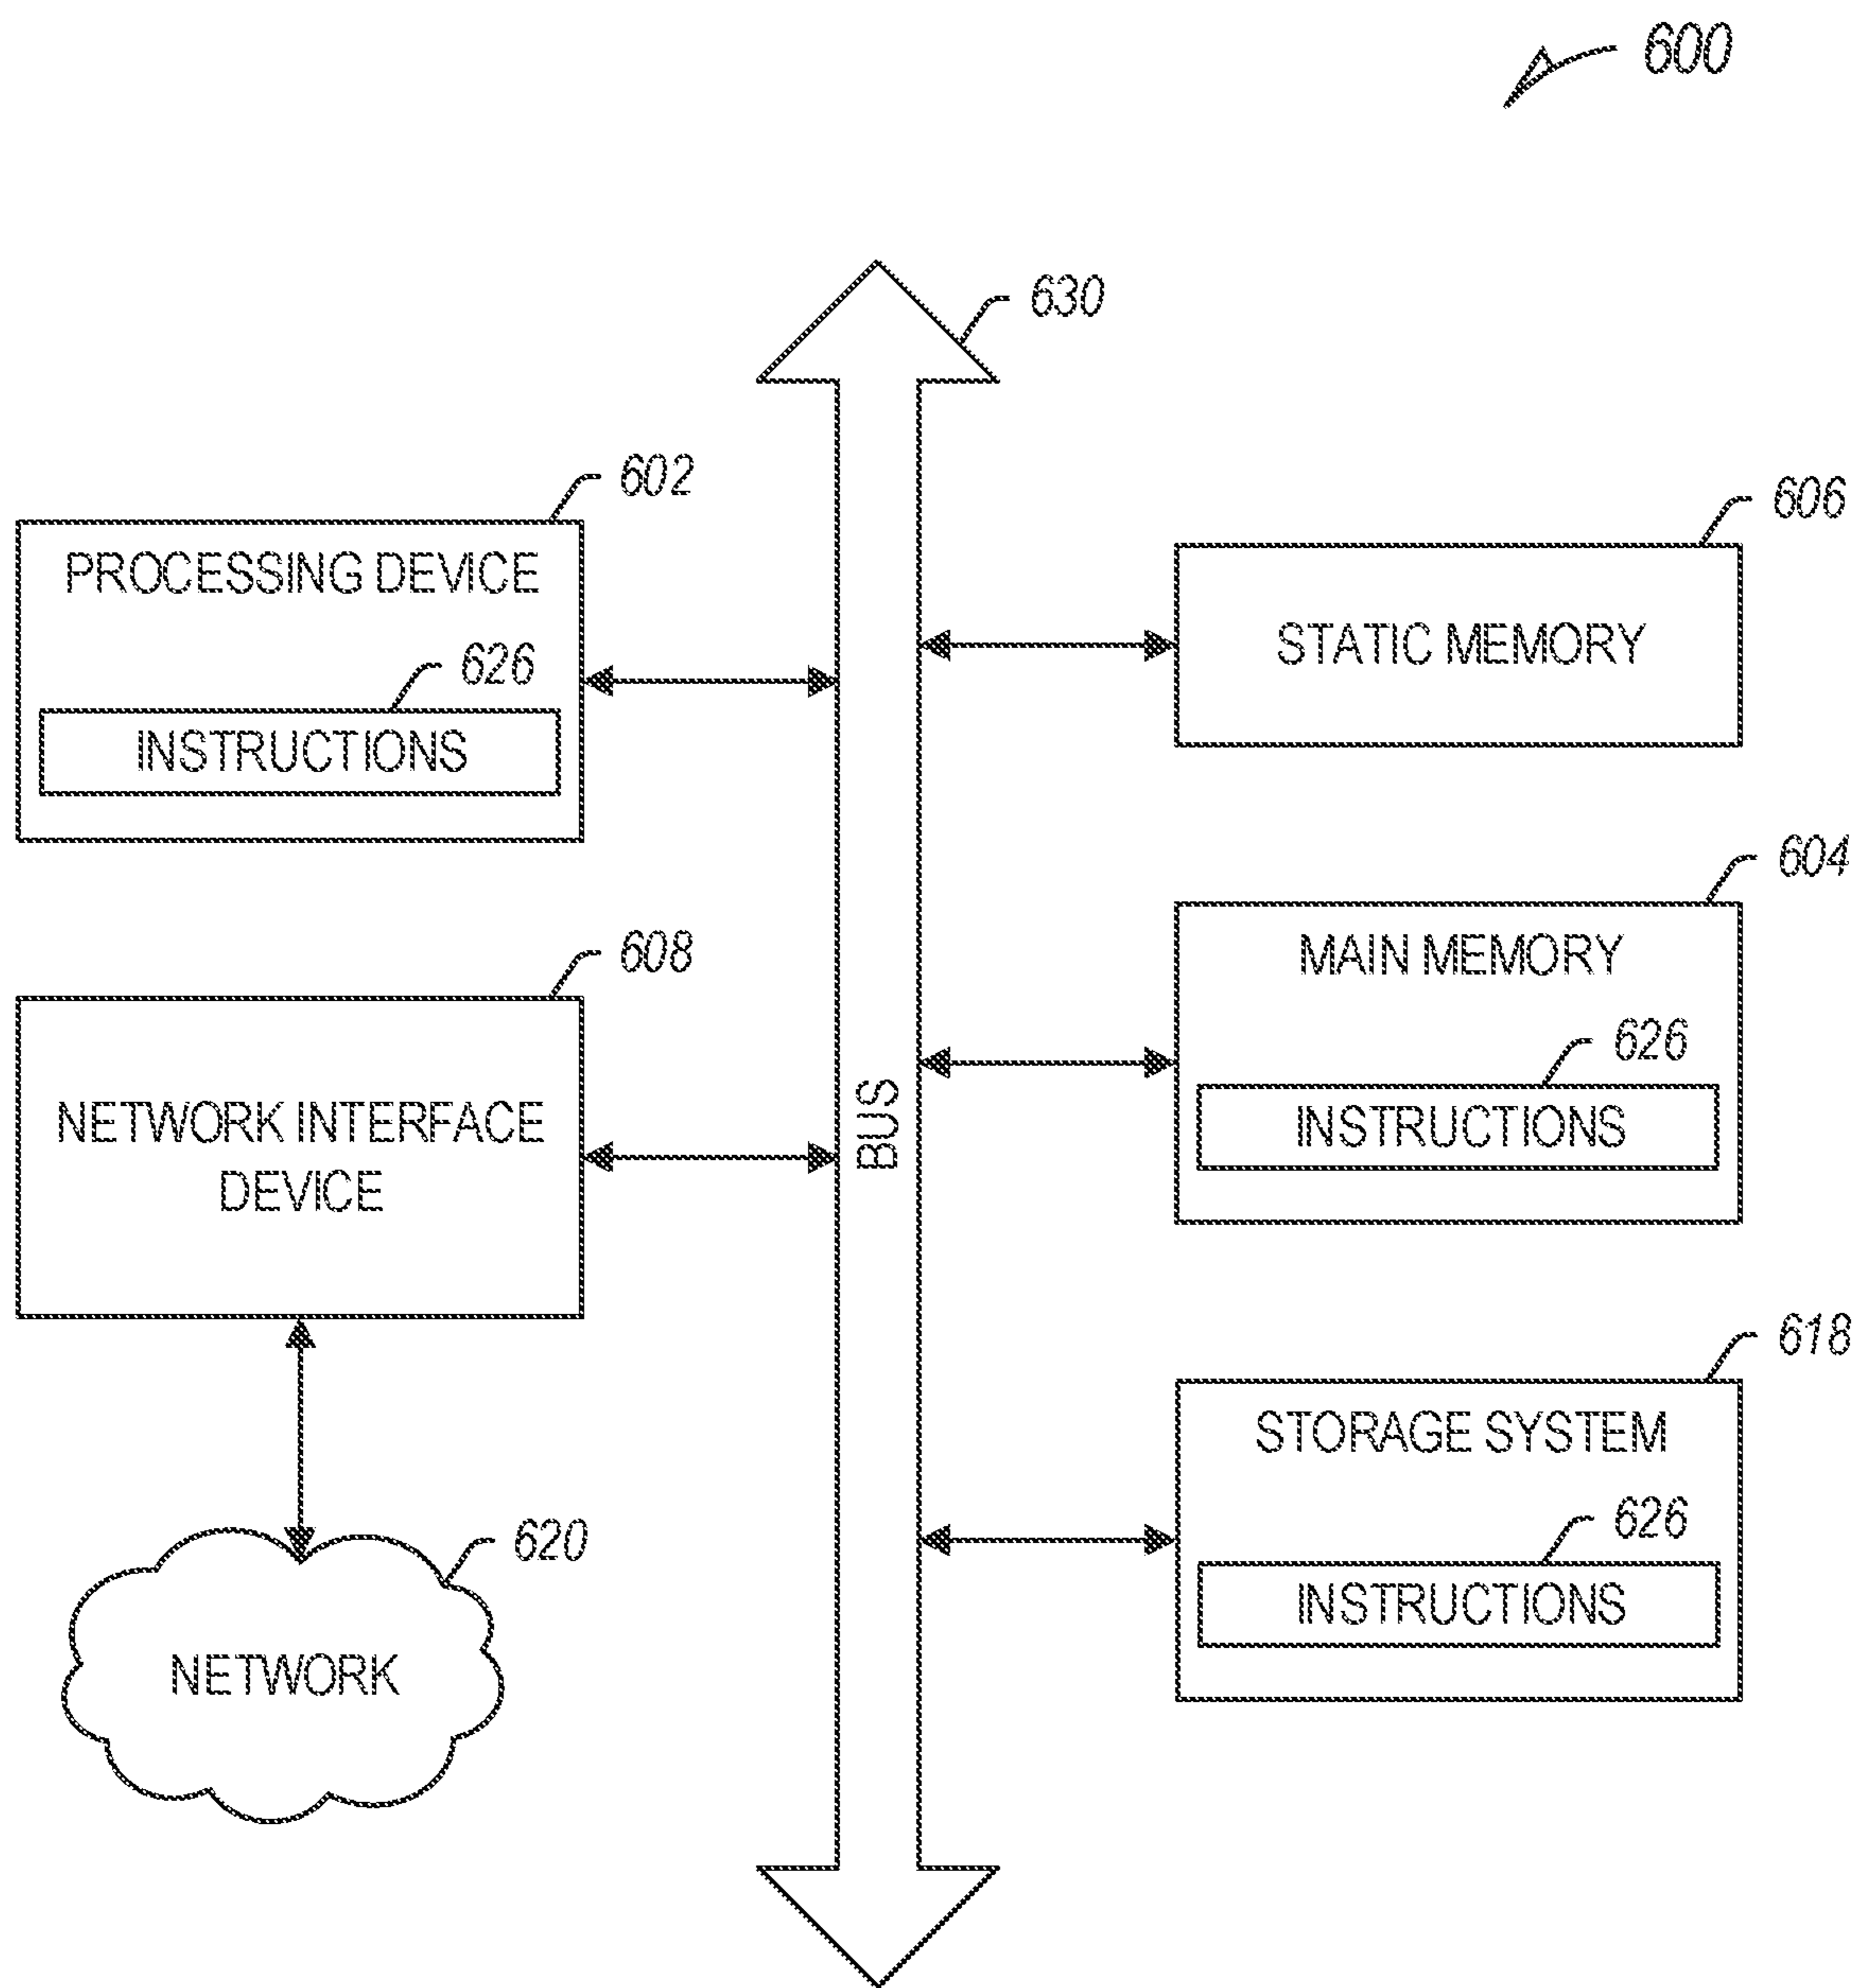 600
630
602
PROCESSING DEVICE
626
INSTRUCTIONS
606
STATIC MEMORY
604
MAIN MEMORY
626
INSTRUCTIONS
608
NETWORK INTERFACE
DEVICE
BUS
618
STORAGE SYSTEM
626
INSTRUCTIONS
620
NETWORK